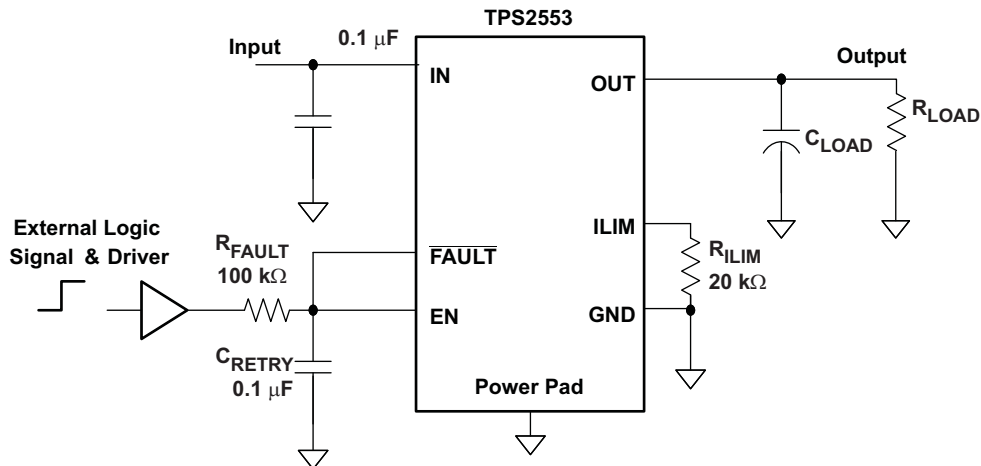 TPS2553
Input
0.1 μF
IN
OUT
Output
R_LOAD
C_LOAD
External Logic
Signal & Driver
R_FAULT
100 kΩ
FAULT
ILIM
R_ILIM
20 kΩ
EN
GND
C_RETRY
0.1 μF
Power Pad